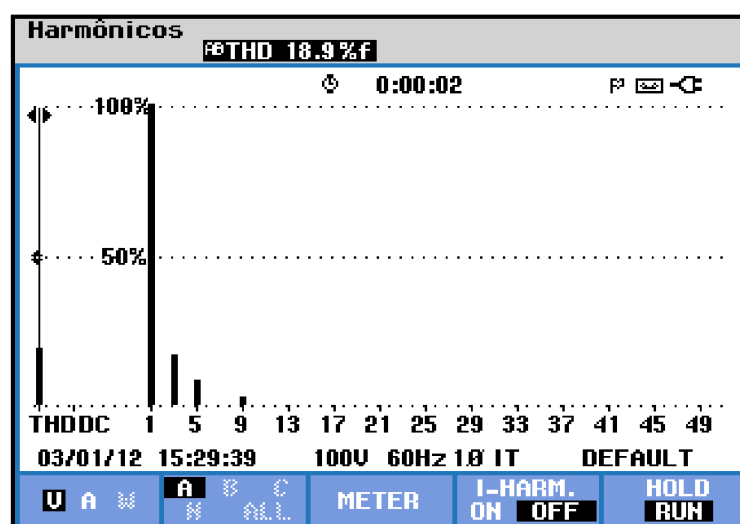 Harmônicos
ABTHD 18.9%f
0:00:02
100%
50%
THDDC 1 5 9 13 17 21 25 29 33 37 41 45 49
03/01/12 15:29:39 100V 60Hz 1Ø IT DEFAULT
V A W
A B C
N ALL
METER
I-HARM.
ON OFF
HOLD
RUN